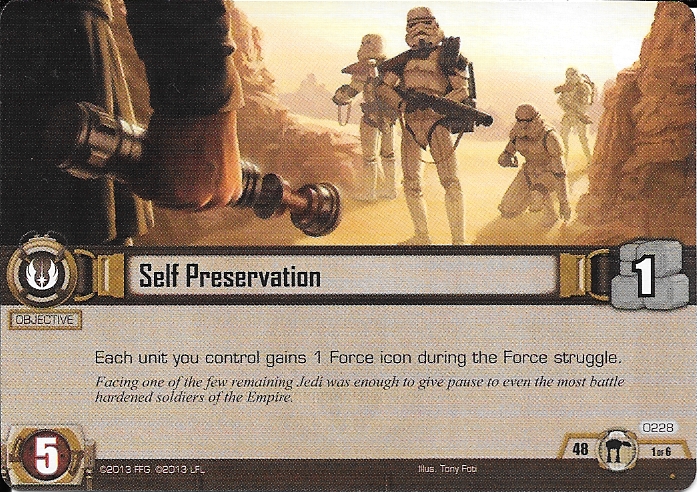 Self Preservation
1
OBJECTIVE
Each unit you control gains 1 Force icon during the Force struggle.
Facing one of the few remaining Jedi was enough to give pause to even the most battle
hardened soldiers of the Empire.
0228
5
48
1 OF 6
©2013 FFG ©2013 LFL
Illus. Tony Foti